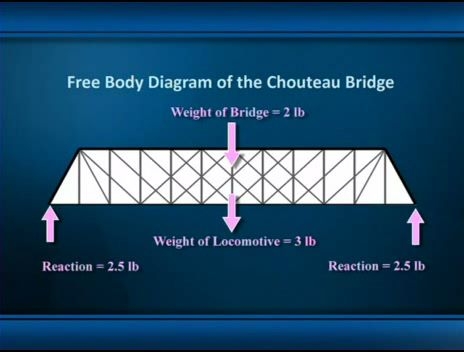 Free Body Diagram of the Chouteau Bridge
Weight of Bridge = 2 lb
Weight of Locomotive = 3 lb
Reaction = 2.5 lb
Reaction = 2.5 lb